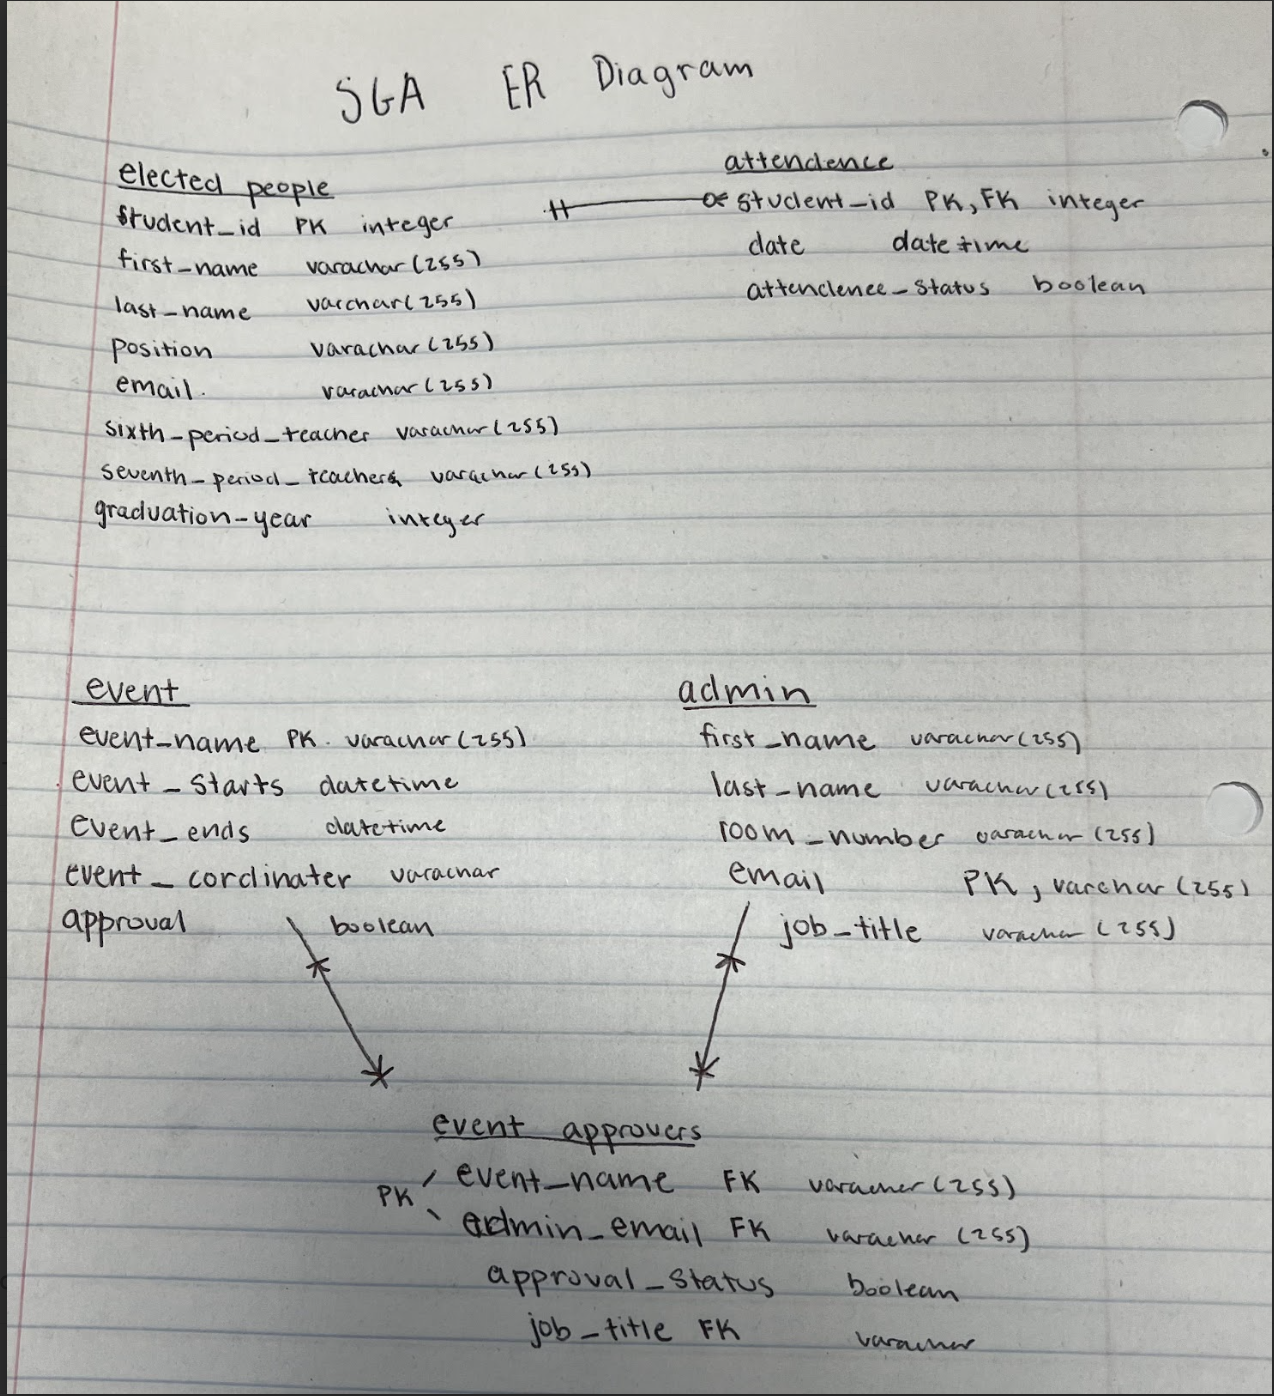 SGA ER Diagram
elected people
student_id PK integer
first_name varachar(255)
last_name varchar(255)
position varachar(255)
email. varachar(255)
sixth_period_teacher varachar(255)
seventh_period_teachers varachar(255)
graduation_year integer
attendence
student_id PK, FK integer
date datetime
attendence_status boolean
event
event_name PK. varachar(255)
event_starts datetime
event_ends datetime
event_cordinater varachar
approval boolean
admin
first_name varachar(255)
last_name varachar(255)
room_number varachar(255)
email PK, varchar(255)
job_title varachar(255)
event approvers
PK
event_name FK varachar(255)
admin_email FK varachar(255)
approval_status boolean
job_title FK varachar